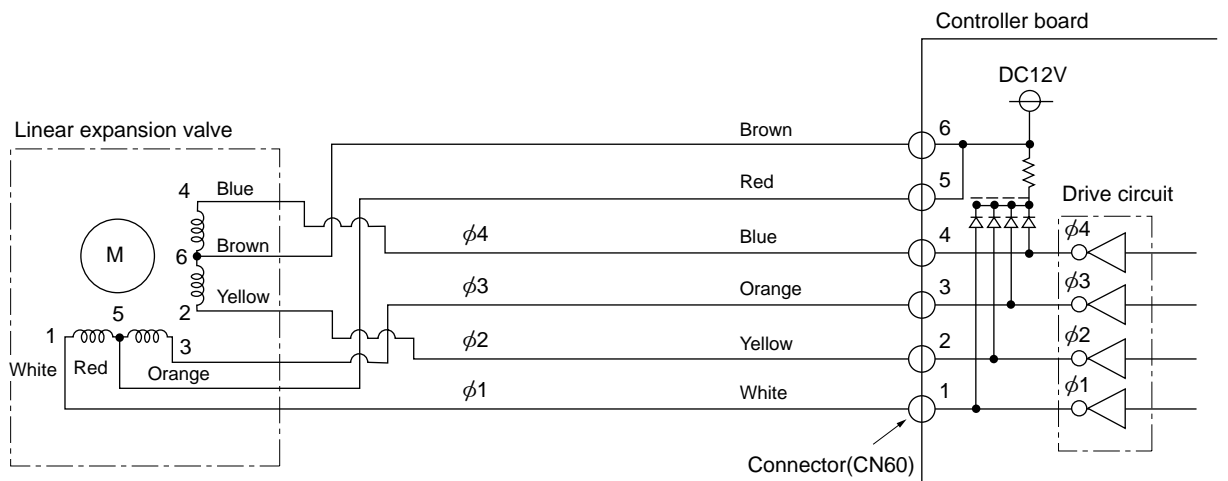 Controller board
DC12V
Linear expansion valve
Brown
6
4
Blue
Red
5
Drive circuit
ϕ4
M
6
Brown
ϕ4
Blue
4
ϕ3
2
Yellow
ϕ3
Orange
3
1
5
3
ϕ2
ϕ2
Yellow
2
White
Red
Orange
ϕ1
ϕ1
White
1
Connector(CN60)